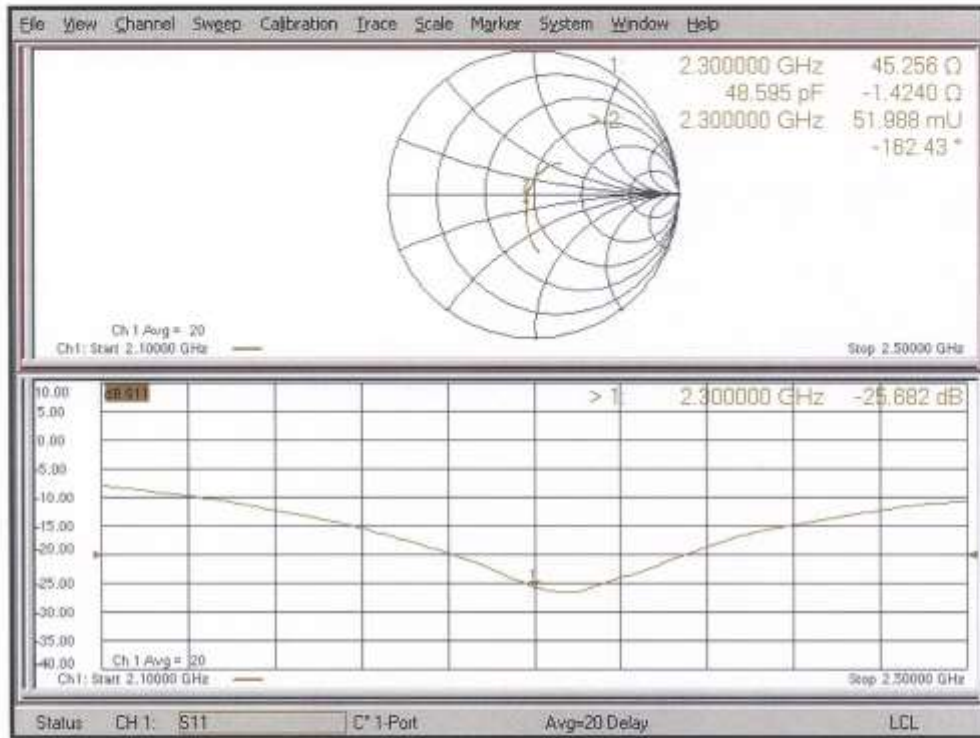 File View Channel Sweep Calibration Trace Scale Marker System Window Help
1: 2.300000 GHz 45.256 Ω
48.595 pF -1.4240 Ω
> 2: 2.300000 GHz 51.988 mU
-162.43 °
Ch 1 Avg = 20
Ch1: Start 2.10000 GHz
Stop 2.50000 GHz
10.00
dB S11
> 1: 2.300000 GHz -25.682 dB
5.00
0.00
-5.00
-10.00
-15.00
-20.00
-25.00
1
-30.00
-35.00
-40.00
Ch 1 Avg = 20
Ch1: Start 2.10000 GHz
Stop 2.50000 GHz
Status CH 1: S11 C* 1-Port Avg=20 Delay LCL